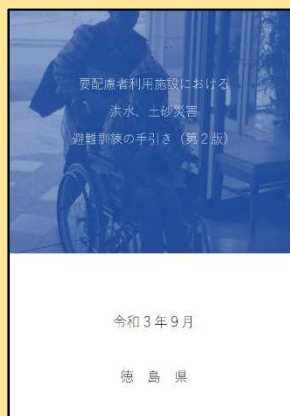 要配慮者利用施設における
洪水、土砂災害
避難訓練の手引き（第２版）
令和３年９月
徳 島 県